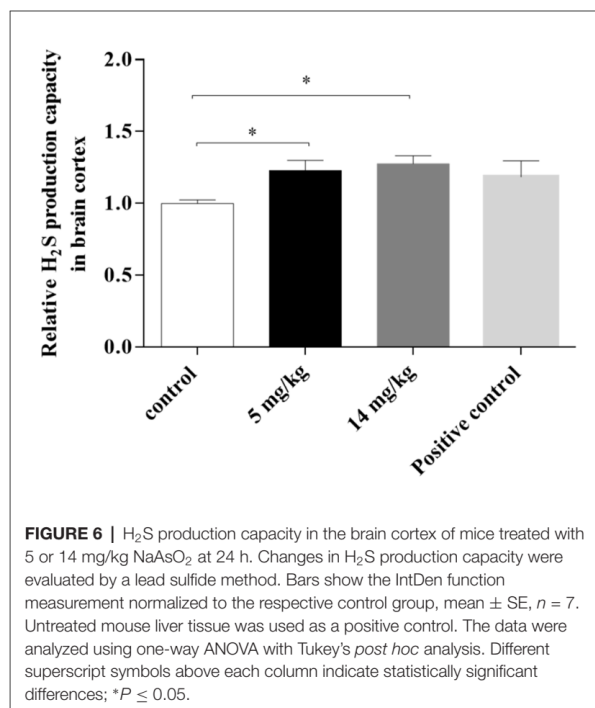 2.0
*
1.5
*
1.0
0.5
0.0
Relative H₂S production capacity
in brain cortex
control
5 mg/kg
14 mg/kg
Positive control
FIGURE 6 | H₂S production capacity in the brain cortex of mice treated with
5 or 14 mg/kg NaAsO₂ at 24 h. Changes in H₂S production capacity were
evaluated by a lead sulfide method. Bars show the IntDen function
measurement normalized to the respective control group, mean ± SE, n = 7.
Untreated mouse liver tissue was used as a positive control. The data were
analyzed using one-way ANOVA with Tukey's post hoc analysis. Different
superscript symbols above each column indicate statistically significant
differences; *P ≤ 0.05.